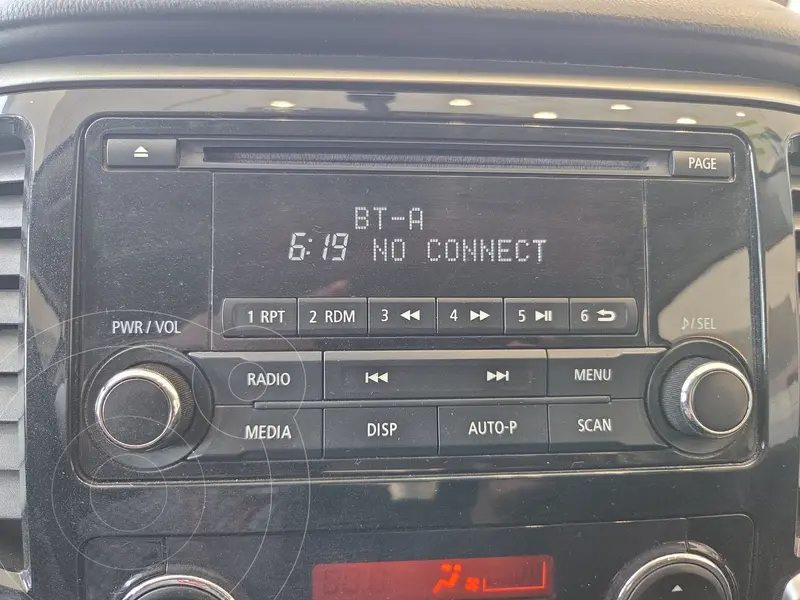 PAGE
BT-A
6:19 NO CONNECT
1 RPT 2 RDM 3 4 5 6
PWR / VOL
/ SEL
RADIO MENU
MEDIA DISP AUTO-P SCAN